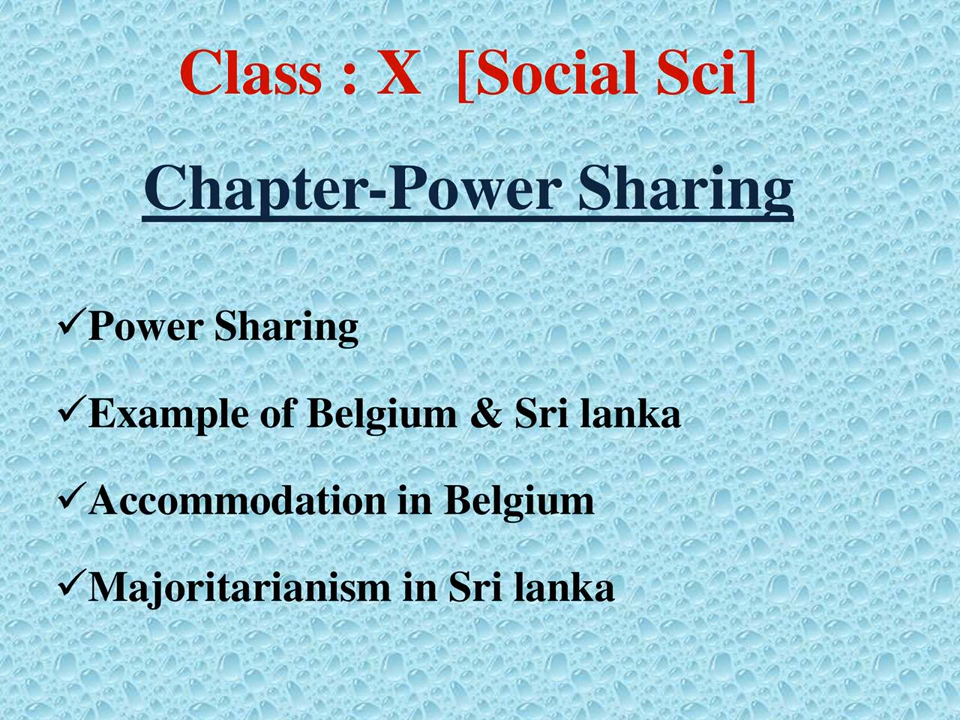 Class : X [Social Sci]
Chapter-Power Sharing
✓Power Sharing
✓Example of Belgium & Sri lanka
✓Accommodation in Belgium
✓Majoritarianism in Sri lanka